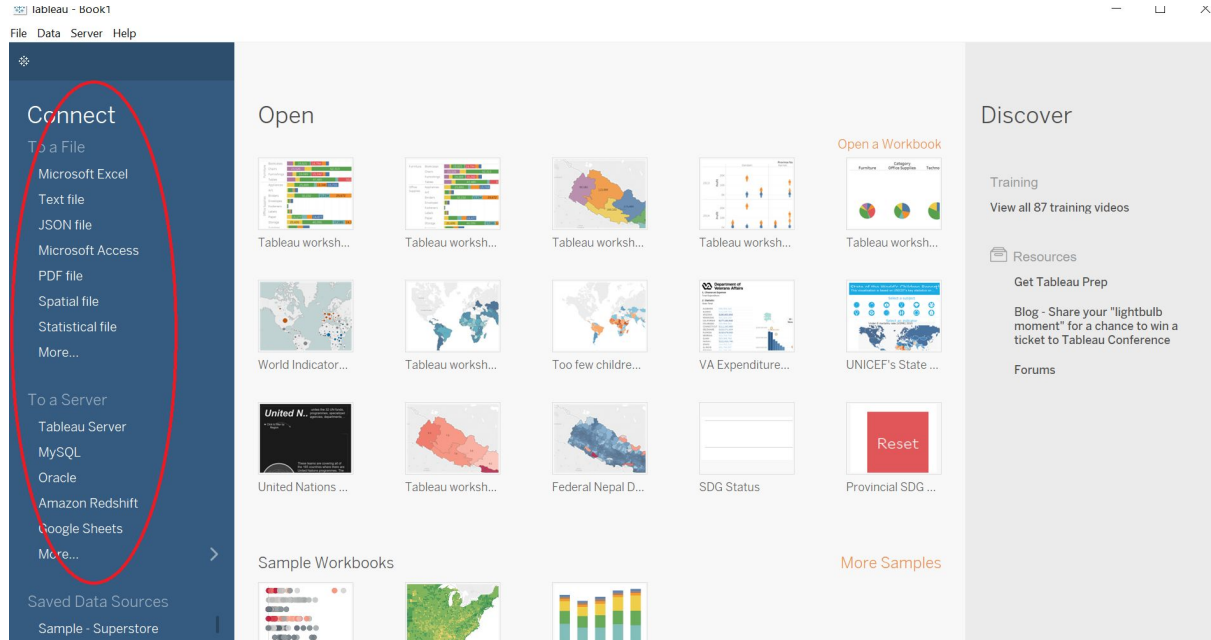 Tableau - Book1
File Data Server Help
Connect
To a File
Microsoft Excel
Text file
JSON file
Microsoft Access
PDF file
Spatial file
Statistical file
More...
To a Server
Tableau Server
MySQL
Oracle
Amazon Redshift
Google Sheets
More...
Saved Data Sources
Sample - Superstore
Open
Open a Workbook
Furniture
Category
Office Supplies
Tableau worksh...
Tableau worksh...
Tableau worksh...
Tableau worksh...
Tableau worksh...
Department of
Veterans Affairs
World Indicator...
Tableau worksh...
Too few childre...
VA Expenditure...
UNICEF's State ...
United N..
Reset
United Nations ...
Tableau worksh...
Federal Nepal D...
SDG Status
Provincial SDG ...
Sample Workbooks
More Samples
Discover
Training
View all 87 training videos
Resources
Get Tableau Prep
Blog - Share your "lightbulb
moment" for a chance to win a
ticket to Tableau Conference
Forums